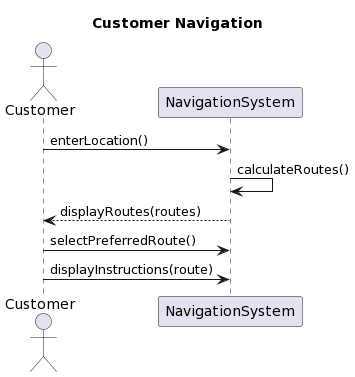 Customer Navigation
Customer
NavigationSystem
enterLocation()
calculateRoutes()
displayRoutes(routes)
selectPreferredRoute()
displayInstructions(route)
Customer
NavigationSystem